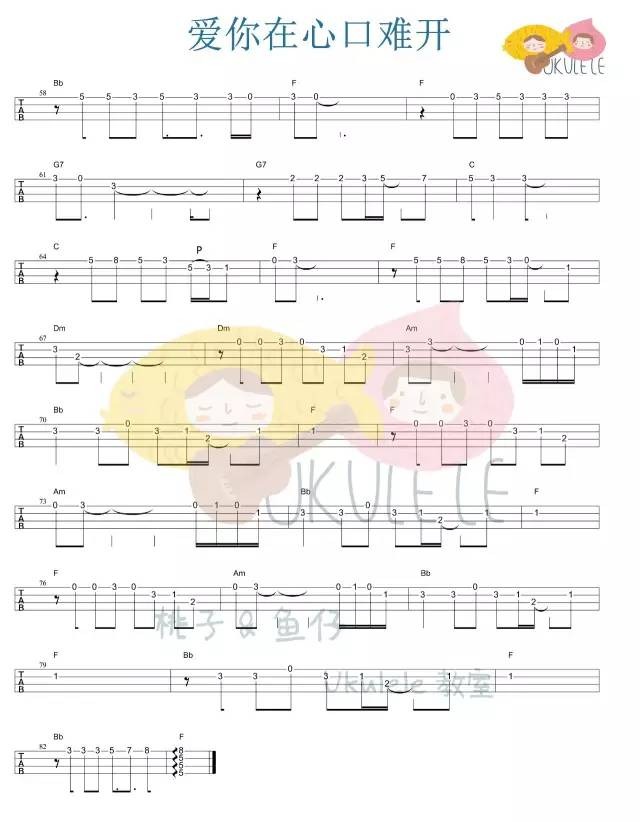 爱你在心口难开
UKULELE
Bb F F
58 5 5 3 5 3 3 0 3 0 0 3 5 3 3 3
G7 G7 C
61 3 0 3 2 2 2 3 5 7 5 3 3
C P F F
64 5 8 5 3 5 3 1 0 3 5 5 8 5 3 0 1
Dm Dm Am
67 3 2 0 0 3 0 3 1 2 3 3 0 1 0 1
Bb F F
70 3 3 0 3 1 2 1 1 0 0 3 0 3 1 2
UKULELE
Am Bb F
73 0 3 0 1 0 1 3 3 0 3 1 2 1 1
F Am Bb
76 0 0 3 0 3 1 2 0 3 0 1 0 1 3 3 0 3 1 2 1
桃子 & 鱼仔
F Bb F
79 1 3 3 0 3 1 2 1 1
Ukulele 教室
Bb F
82 3 3 3 5 7 8 8 5 5 5